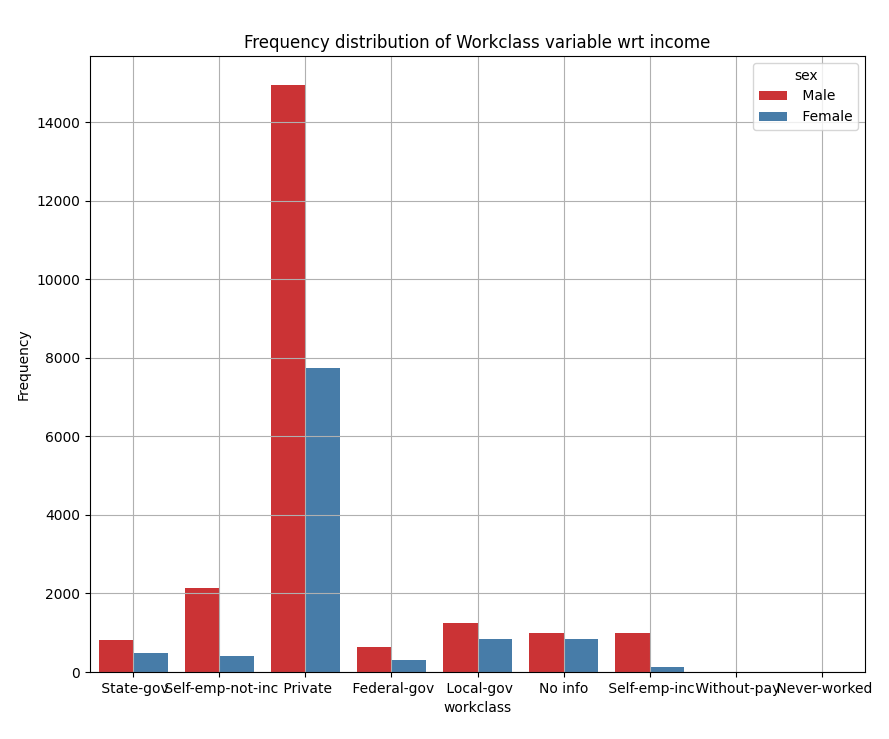 Frequency distribution of Workclass variable wrt income
sex
Male
Female
14000
12000
10000
8000
6000
4000
2000
0
Frequency
State-gov Self-emp-not-inc Private Federal-gov Local-gov No info Self-emp-inc Without-pay Never-worked
workclass